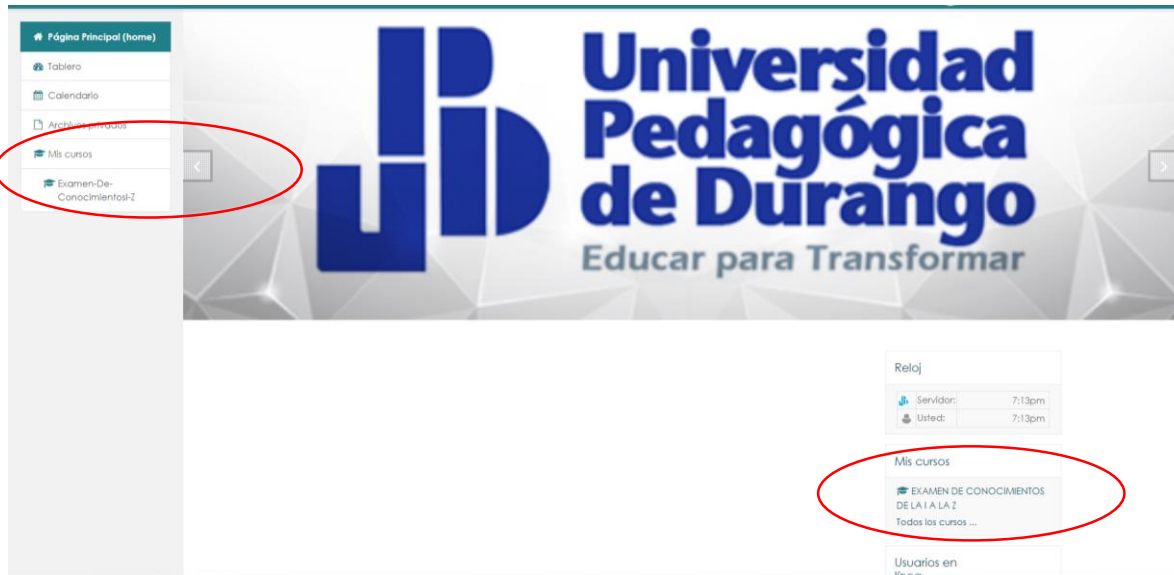 Página Principal (home)
Tablero
Calendario
Archivos privados
Mis cursos
Examen-De-
ConocimientosI-Z
Universidad
Pedagógica
de Durango
Educar para Transformar
Reloj
Servidor: 7:13pm
Usted: 7:13pm
Mis cursos
EXAMEN DE CONOCIMIENTOS
DE LA I A LA Z
Todos los cursos ...
Usuarios en
línea